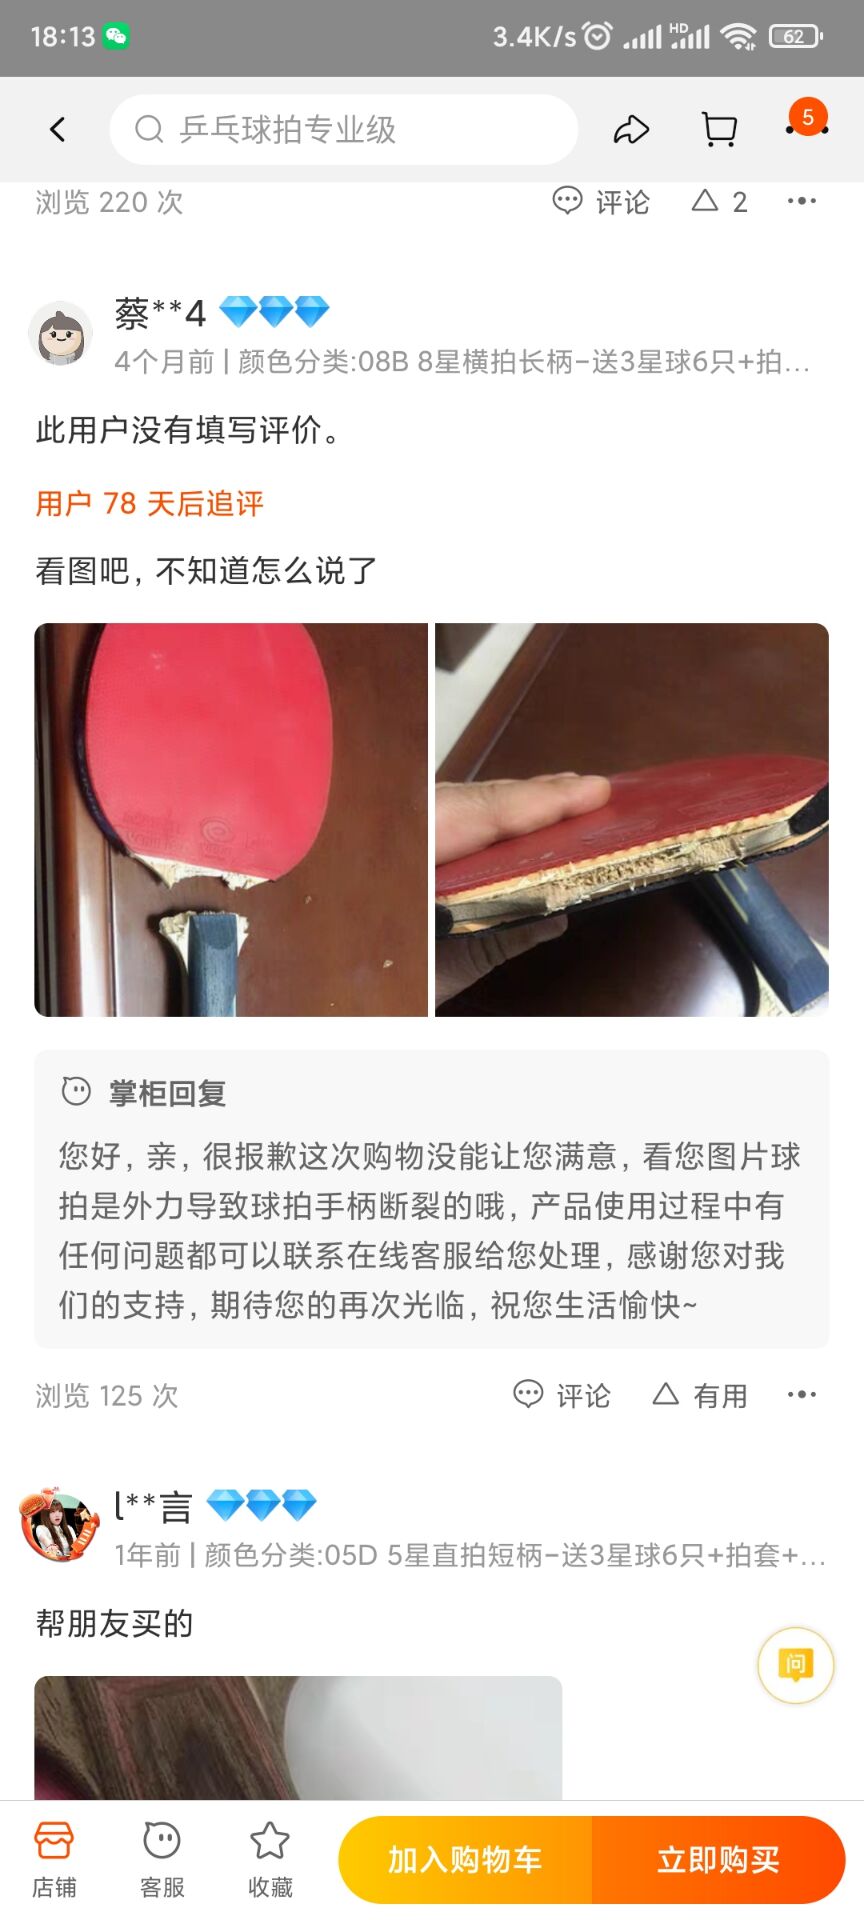 18:13
3.4K/s
HD
62
乒乓球拍专业级
5
浏览 220 次
评论
2
蔡**4
4个月前 | 颜色分类:08B 8星横拍长柄-送3星球6只+拍...
此用户没有填写评价。
用户 78 天后追评
看图吧, 不知道怎么说了
掌柜回复
您好, 亲, 很报歉这次购物没能让您满意, 看您图片球
拍是外力导致球拍手柄断裂的哦, 产品使用过程中有
任何问题都可以联系在线客服给您处理, 感谢您对我
们的支持, 期待您的再次光临, 祝您生活愉快~
浏览 125 次
评论
有用
l**言
1年前 | 颜色分类:05D 5星直拍短柄-送3星球6只+拍套+...
帮朋友买的
问
店铺
客服
收藏
加入购物车
立即购买